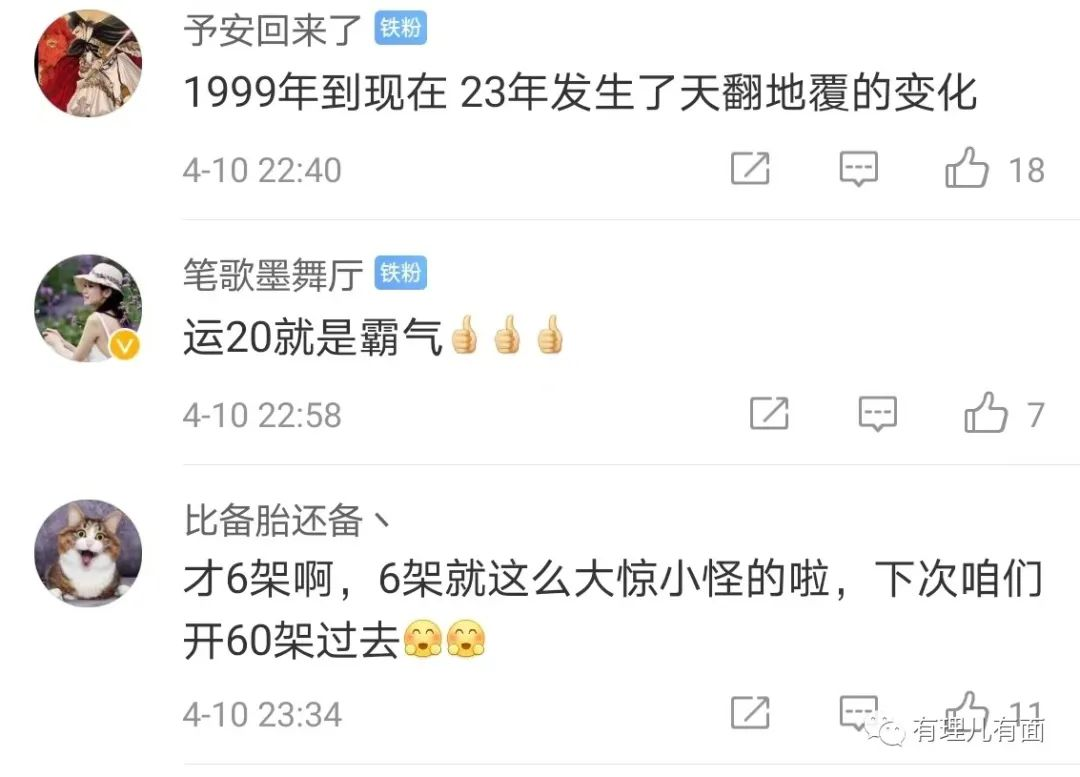 予安回来了 铁粉
1999年到现在 23年发生了天翻地覆的变化
4-10 22:40 18
笔歌墨舞厅 铁粉
运20就是霸气👍👍👍
4-10 22:58 7
比备胎还备丶
才6架啊，6架就这么大惊小怪的啦，下次咱们
开60架过去🤗🤗
4-10 23:34 11
有理儿有面